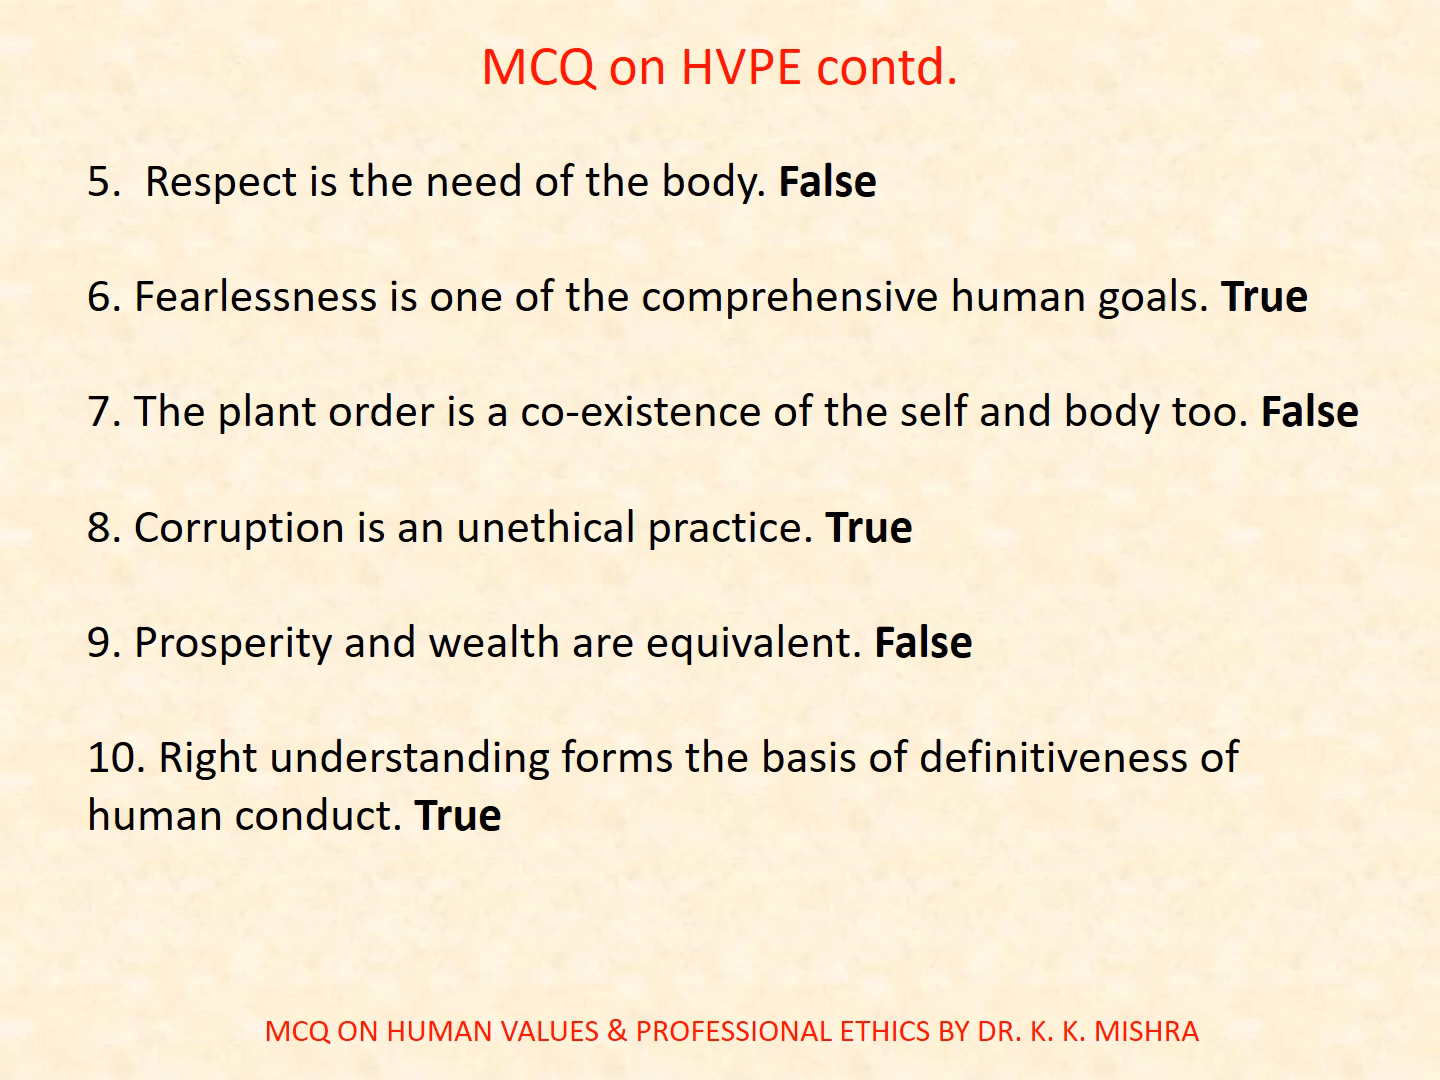 MCQ on HVPE contd.
5. Respect is the need of the body. False
6. Fearlessness is one of the comprehensive human goals. True
7. The plant order is a co-existence of the self and body too. False
8. Corruption is an unethical practice. True
9. Prosperity and wealth are equivalent. False
10. Right understanding forms the basis of definitiveness of
human conduct. True
MCQ ON HUMAN VALUES & PROFESSIONAL ETHICS BY DR. K. K. MISHRA